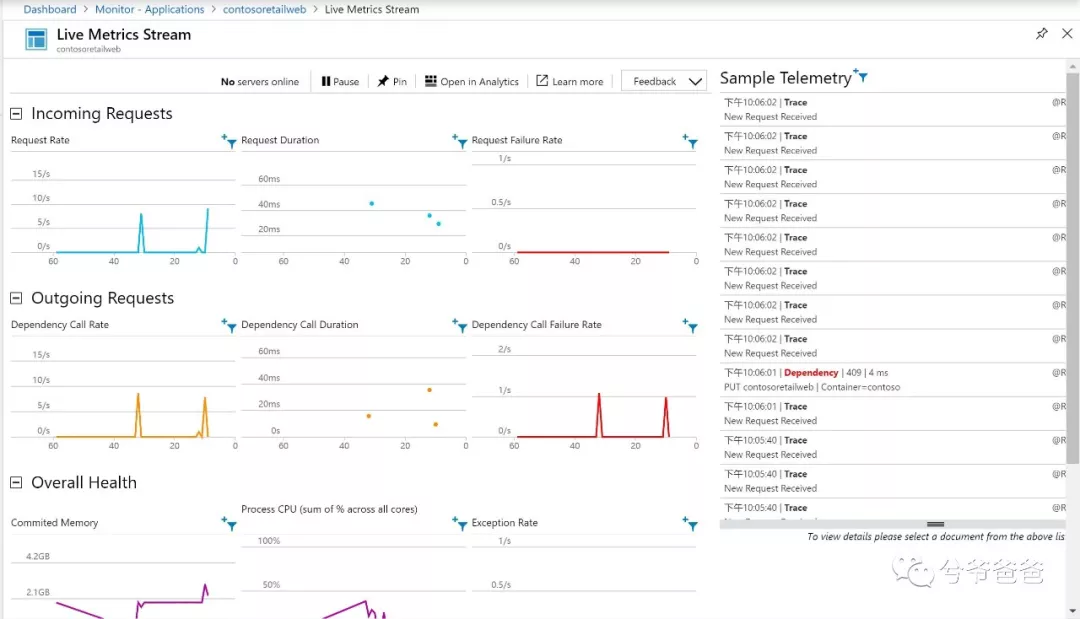 Dashboard > Monitor - Applications > contosoretailweb > Live Metrics Stream
Live Metrics Stream
contosoretailweb
No servers online
Pause
Pin
Open in Analytics
Learn more
Feedback
Incoming Requests
Request Rate
15/s
10/s
5/s
0/s
60 40 20 0
Request Duration
60ms
40ms
20ms
60 40 20 0
Request Failure Rate
1/s
0.5/s
0/s
60 40 20 0
Outgoing Requests
Dependency Call Rate
15/s
10/s
5/s
0/s
60 40 20 0
Dependency Call Duration
60ms
40ms
20ms
0s
60 40 20 0
Dependency Call Failure Rate
2/s
1/s
0/s
60 40 20 0
Overall Health
Commited Memory
4.2GB
2.1GB
Process CPU (sum of % across all cores)
100%
50%
Exception Rate
1/s
0.5/s
Sample Telemetry
下午10:06:02 | Trace @R
New Request Received
下午10:06:02 | Trace @R
New Request Received
下午10:06:02 | Trace @R
New Request Received
下午10:06:02 | Trace @R
New Request Received
下午10:06:02 | Trace @R
New Request Received
下午10:06:02 | Trace @R
New Request Received
下午10:06:02 | Trace @R
New Request Received
下午10:06:02 | Trace @R
New Request Received
下午10:06:01 | Dependency | 409 | 4 ms @R
PUT contosoretailweb | Container=contoso
下午10:06:01 | Trace @R
New Request Received
下午10:05:40 | Trace @R
New Request Received
下午10:05:40 | Trace @R
New Request Received
下午10:05:40 | Trace @R
To view details please select a document from the above lis
兮爷爸爸